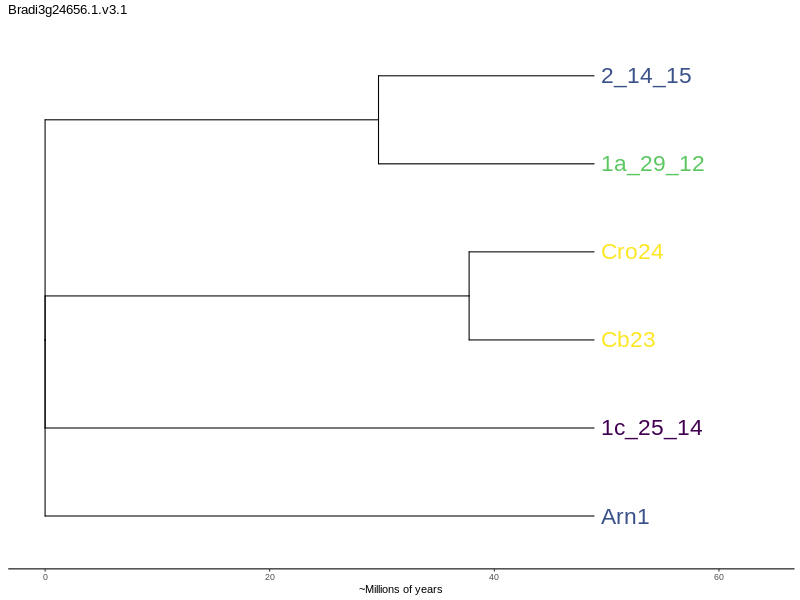 Bradi3g24656.1.v3.1
2_14_15
1a_29_12
Cro24
Cb23
1c_25_14
Arn1
0 20 40 60
~Millions of years